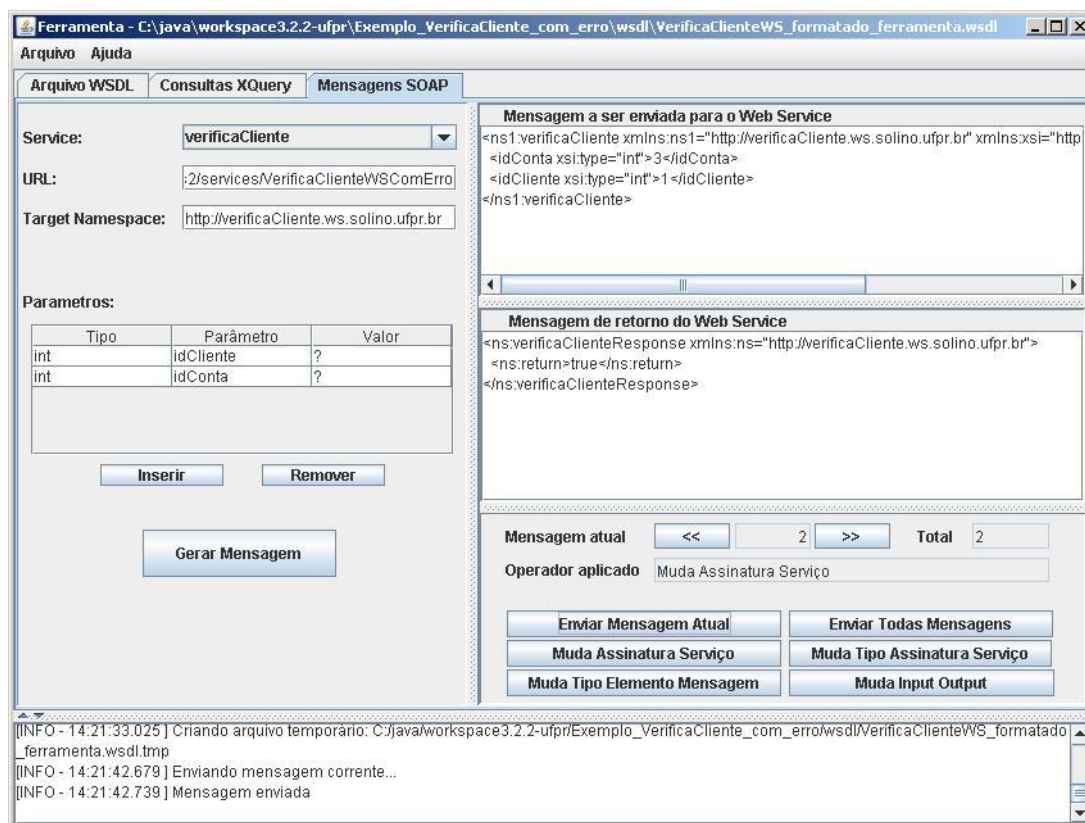 Ferramenta - C:\java\workspace3.2.2-ufpr\Exemplo_VerificaCliente_com_erro\wsdl\VerificaClienteWS_formatado_ferramenta.wsdl
Arquivo Ajuda
Arquivo WSDL Consultas XQuery Mensagens SOAP
Service: verificaCliente
URL: :2/services/VerificaClienteWSComErro
Target Namespace: http://verificaCliente.ws.solino.ufpr.br
Parametros:
Tipo Parâmetro Valor
int idCliente ?
int idConta ?
Inserir Remover
Gerar Mensagem
Mensagem a ser enviada para o Web Service
<ns1:verificaCliente xmlns:ns1="http://verificaCliente.ws.solino.ufpr.br" xmlns:xsi="http
<idConta xsi:type="int">3</idConta>
<idCliente xsi:type="int">1</idCliente>
</ns1:verificaCliente>
Mensagem de retorno do Web Service
<ns:verificaClienteResponse xmlns:ns="http://verificaCliente.ws.solino.ufpr.br">
<ns:return>true</ns:return>
</ns:verificaClienteResponse>
Mensagem atual << 2 >> Total 2
Operador aplicado Muda Assinatura Serviço
Enviar Mensagem Atual Enviar Todas Mensagens
Muda Assinatura Serviço Muda Tipo Assinatura Serviço
Muda Tipo Elemento Mensagem Muda Input Output
[INFO - 14:21:33.025 ] Criando arquivo temporário: C:/java/workspace3.2.2-ufpr/Exemplo_VerificaCliente_com_erro/wsdl/VerificaClienteWS_formatado
_ferramenta.wsdl.tmp
[INFO - 14:21:42.679 ] Enviando mensagem corrente...
[INFO - 14:21:42.739 ] Mensagem enviada